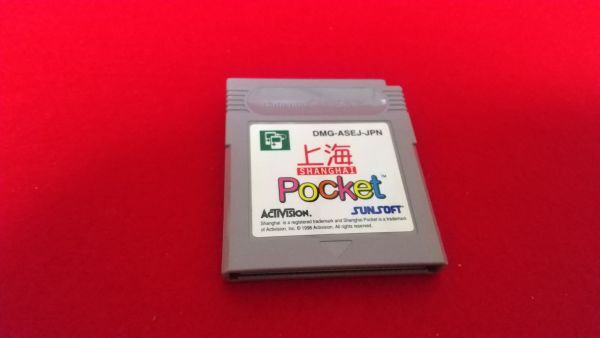 DMG-ASEJ-JPN
上海
SHANGHAI
Pocket™
ACTIVISION. SUNSOFT®
Shanghai is a registered trademark and Shanghai Pocket is a trademark
of Activision, Inc. © 1998 Activision. All rights reserved.